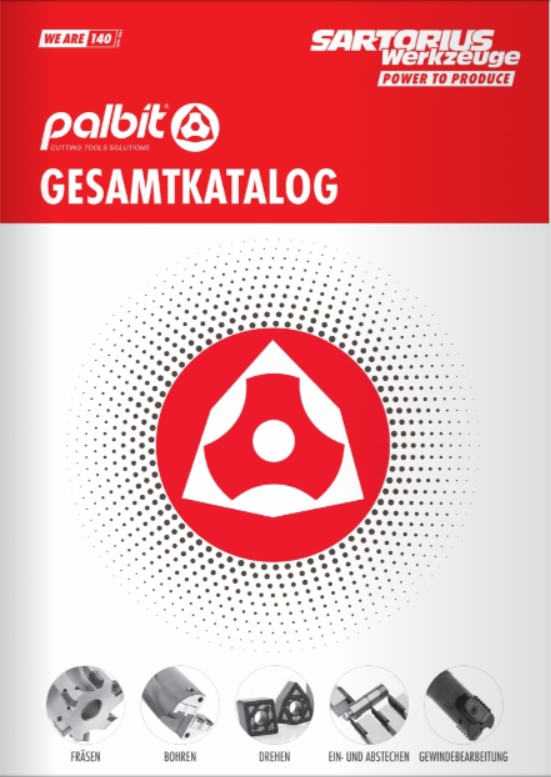 WE ARE 140
SARTORIUS
Werkzeuge
POWER TO PRODUCE
palbit®
CUTTING TOOLS SOLUTIONS
GESAMTKATALOG
FRÄSEN
BOHREN
DREHEN
EIN- UND ABSTECHEN
GEWINDEBEARBEITUNG